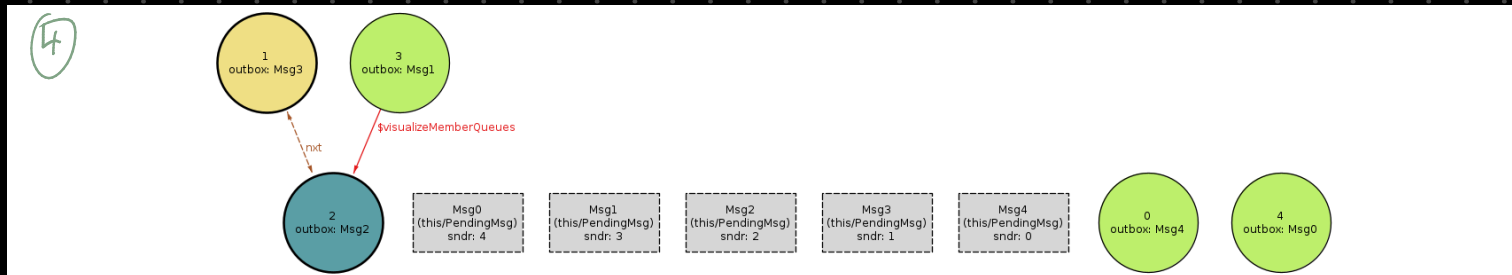 4
1
outbox: Msg3
3
outbox: Msg1
$visualizeMemberQueues
nxt
2
outbox: Msg2
Msg0
(this/PendingMsg)
sndr: 4
Msg1
(this/PendingMsg)
sndr: 3
Msg2
(this/PendingMsg)
sndr: 2
Msg3
(this/PendingMsg)
sndr: 1
Msg4
(this/PendingMsg)
sndr: 0
0
outbox: Msg4
4
outbox: Msg0